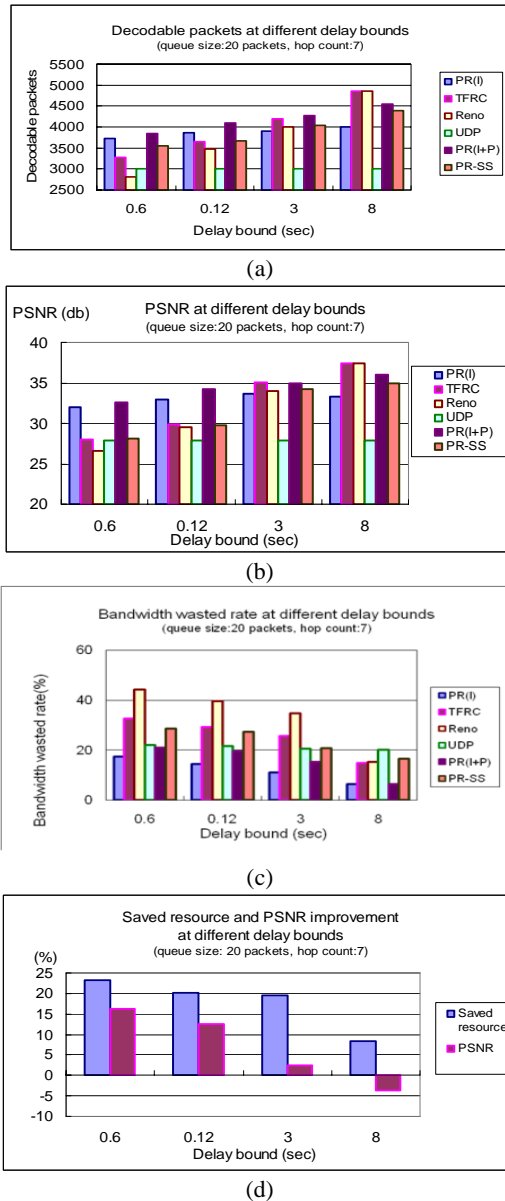 Decodable packets at different delay bounds
(queue size:20 packets, hop count:7)
Decodable packets
5500
5000
4500
4000
3500
3000
2500
0.6
0.12
3
8
Delay bound (sec)
PR(I)
TFRC
Reno
UDP
PR(I+P)
PR-SS
(a)
PSNR (db)
PSNR at different delay bounds
(queue size:20 packets, hop count:7)
40
35
30
25
20
0.6
0.12
3
8
Delay bound (sec)
PR(I)
TFRC
Reno
UDP
PR(I+P)
PR-SS
(b)
Bandwidth wasted rate at different delay bounds
(queue size:20 packets, hop count:7)
Bandwidth wasted rate(%)
60
40
20
0
0.6
0.12
3
8
Delay bound (sec)
PR(I)
TFRC
Reno
UDP
PR(I+P)
PR-SS
(c)
Saved resource and PSNR improvement
at different delay bounds
(queue size: 20 packets, hop count:7)
(%)
25
20
15
10
5
0
-5
-10
0.6
0.12
3
8
Delay bound (sec)
Saved
resource
PSNR
(d)